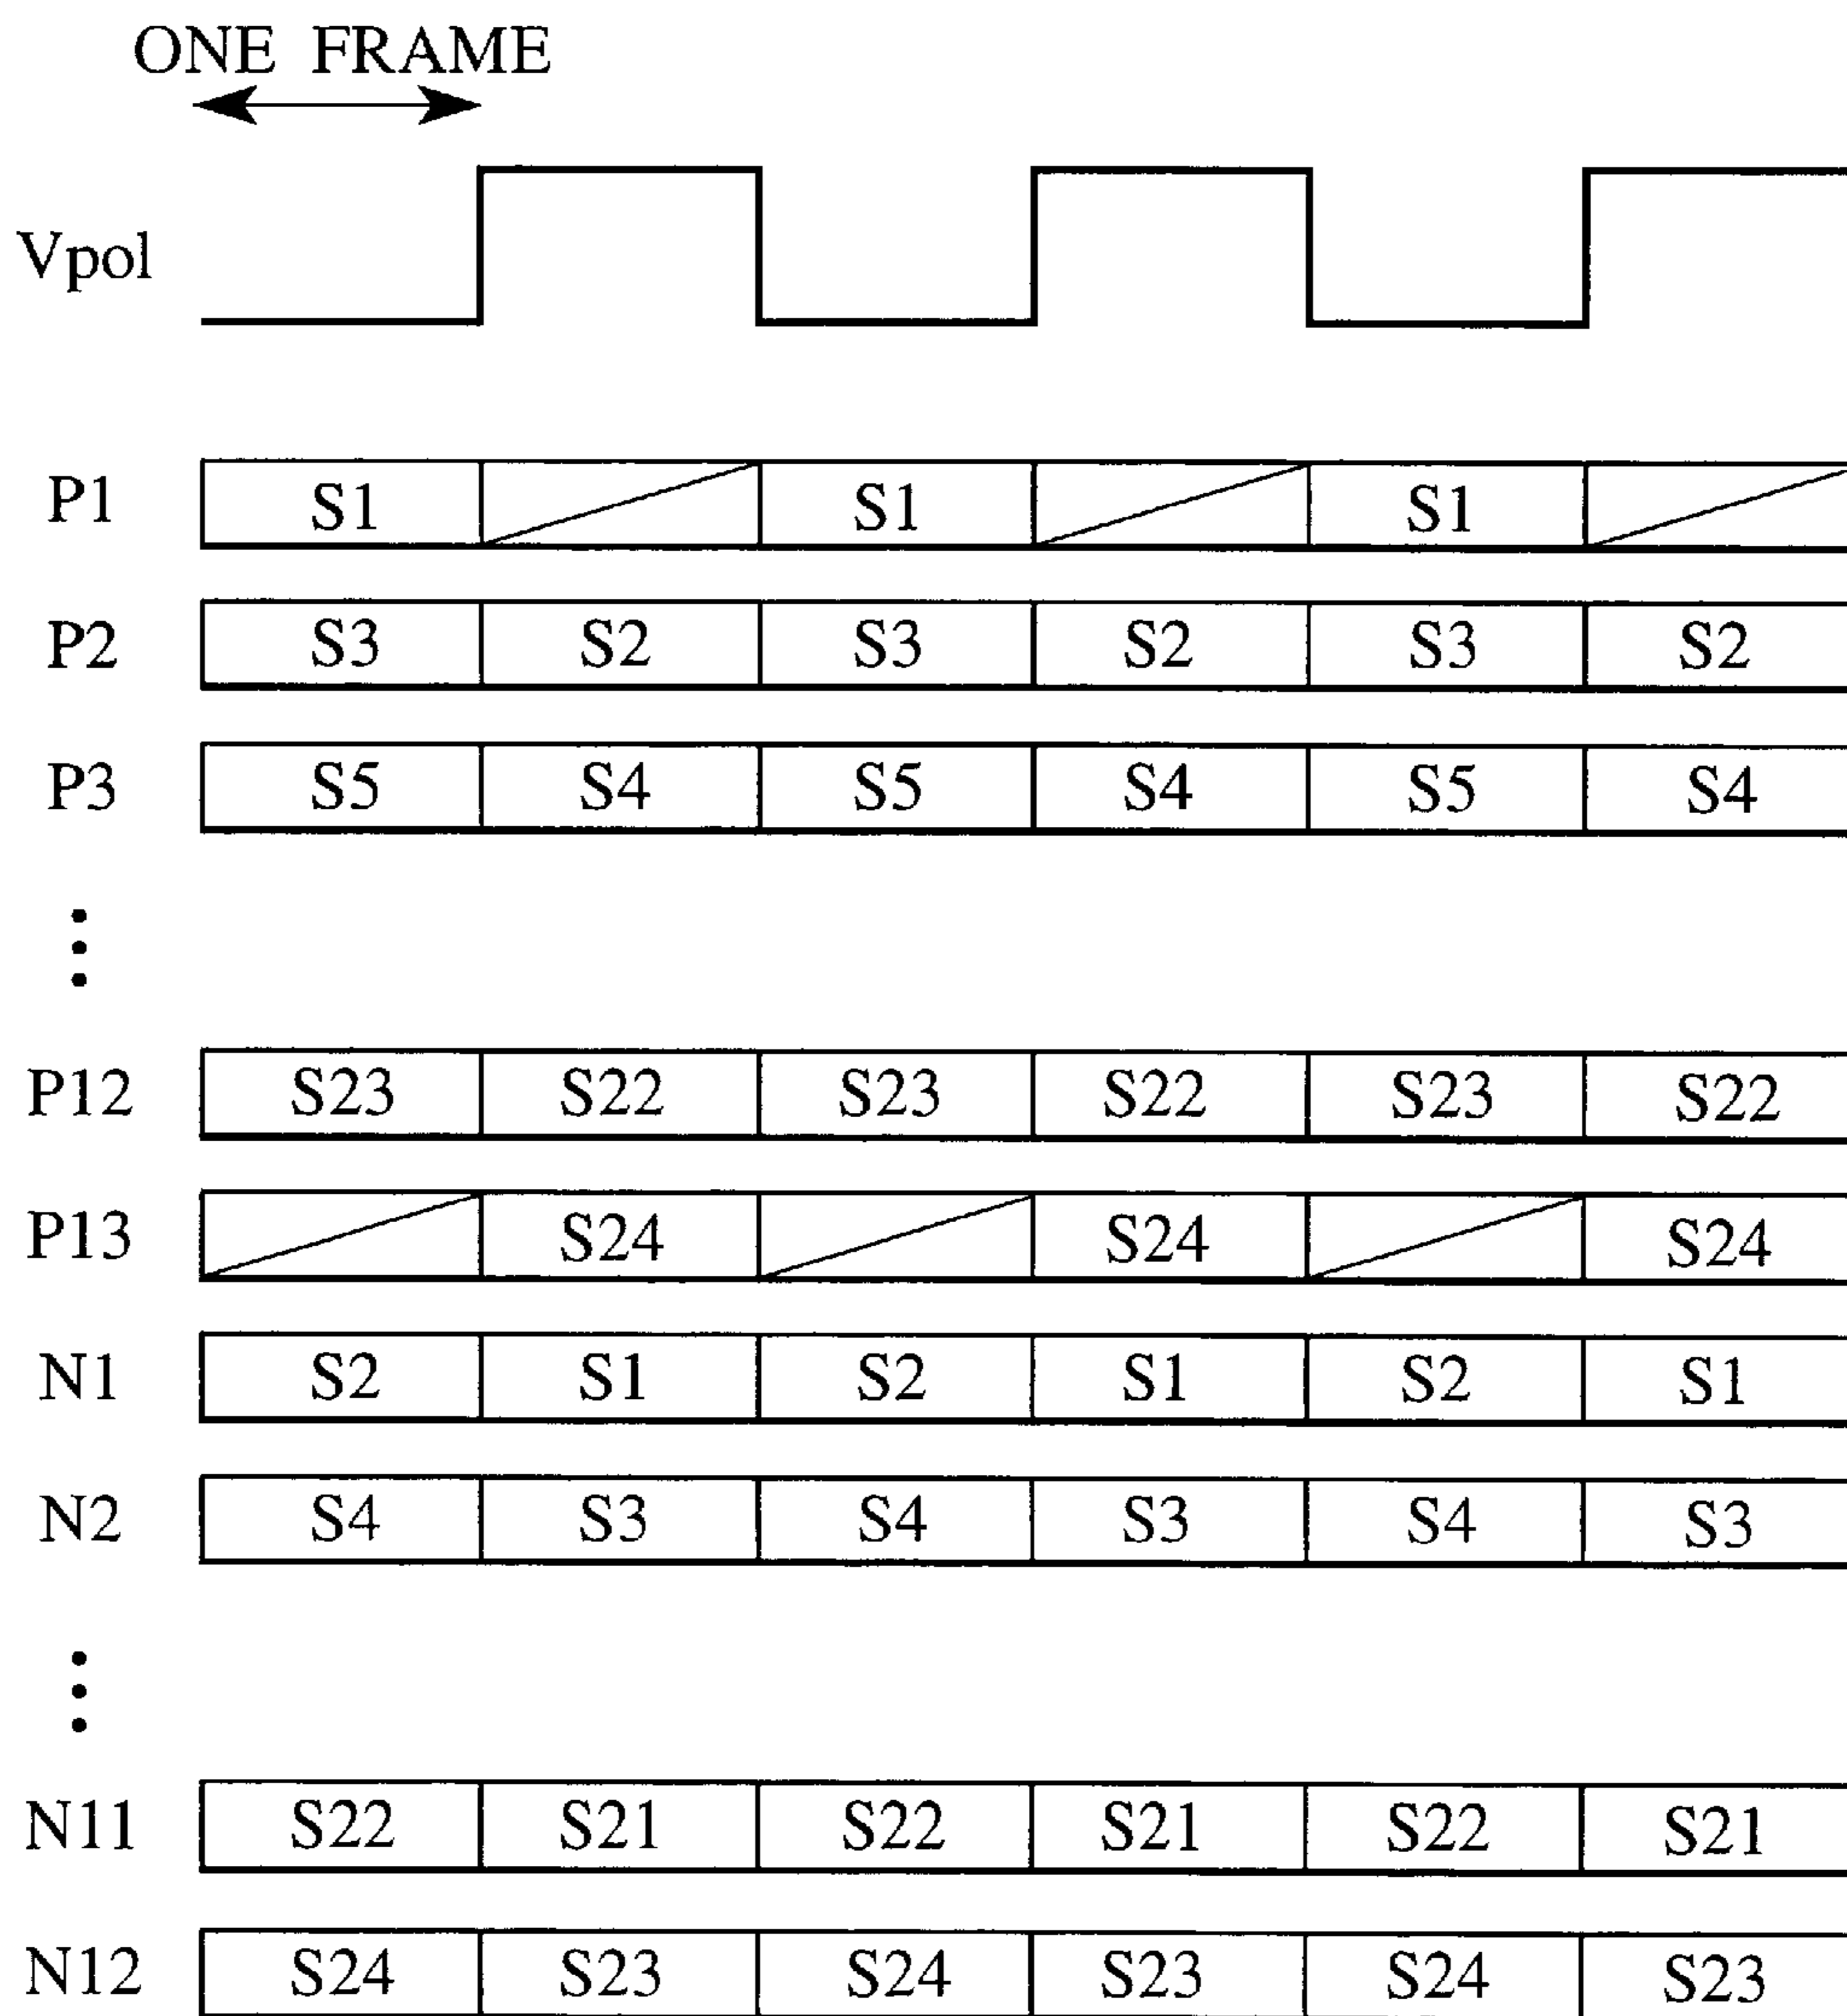 ONE FRAME
Vpol
P1 S1 S1 S1
P2 S3 S2 S3 S2 S3 S2
P3 S5 S4 S5 S4 S5 S4
P12 S23 S22 S23 S22 S23 S22
P13 S24 S24 S24
N1 S2 S1 S2 S1 S2 S1
N2 S4 S3 S4 S3 S4 S3
N11 S22 S21 S22 S21 S22 S21
N12 S24 S23 S24 S23 S24 S23